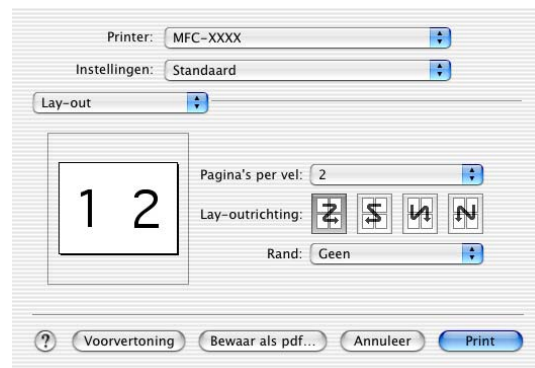 Printer: MFC-XXXX
Instellingen: Standaard
Lay-out
1 2
Pagina's per vel: 2
Lay-outrichting:
Rand: Geen
? Voorvertoning Bewaar als pdf... Annuleer Print